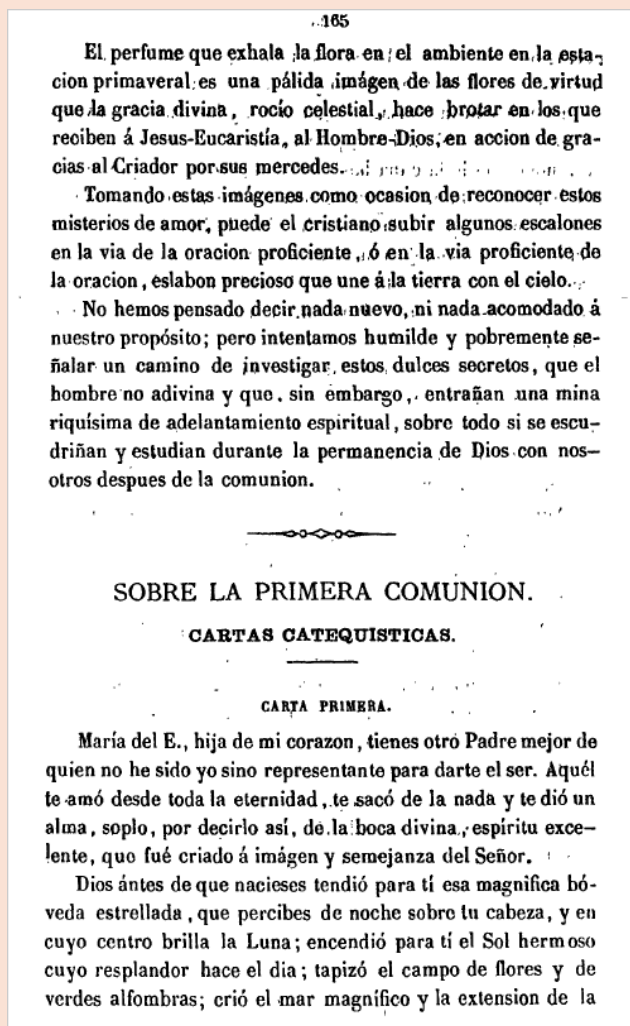 165
El perfume que exhala la flora en el ambiente en la esta-
cion primaveral es una pálida imágen de las flores de virtud
que la gracia divina, rocío celestial, hace brotar en los que
reciben á Jesus-Eucaristía, al Hombre-Dios, en accion de gra-
cias al Criador por sus mercedes.
Tomando estas imágenes como ocasion de reconocer estos
misterios de amor, puede el cristiano subir algunos escalones
en la via de la oracion proficiente, ó en la via proficiente de
la oracion, eslabon precioso que une á la tierra con el cielo.
No hemos pensado decir nada nuevo, ni nada acomodado á
nuestro propósito; pero intentamos humilde y pobremente se-
ñalar un camino de investigar estos dulces secretos, que el
hombre no adivina y que, sin embargo, entrañan una mina
riquísima de adelantamiento espiritual, sobre todo si se escu-
driñan y estudian durante la permanencia de Dios con nos-
otros despues de la comunion.
SOBRE LA PRIMERA COMUNION.
CARTAS CATEQUISTICAS.
CARTA PRIMERA.
María del E., hija de mi corazon, tienes otro Padre mejor de
quien no he sido yo sino representante para darte el ser. Aquél
te amó desde toda la eternidad, te sacó de la nada y te dió un
alma, soplo, por decirlo así, de la boca divina, espíritu exce-
lente, que fué criado á imágen y semejanza del Señor.
Dios ántes de que nacieses tendió para tí esa magnifica bó-
veda estrellada, que percibes de noche sobre tu cabeza, y en
cuyo centro brilla la Luna; encendió para tí el Sol hermoso
cuyo resplandor hace el dia; tapizó el campo de flores y de
verdes alfombras; crió el mar magnífico y la extension de la